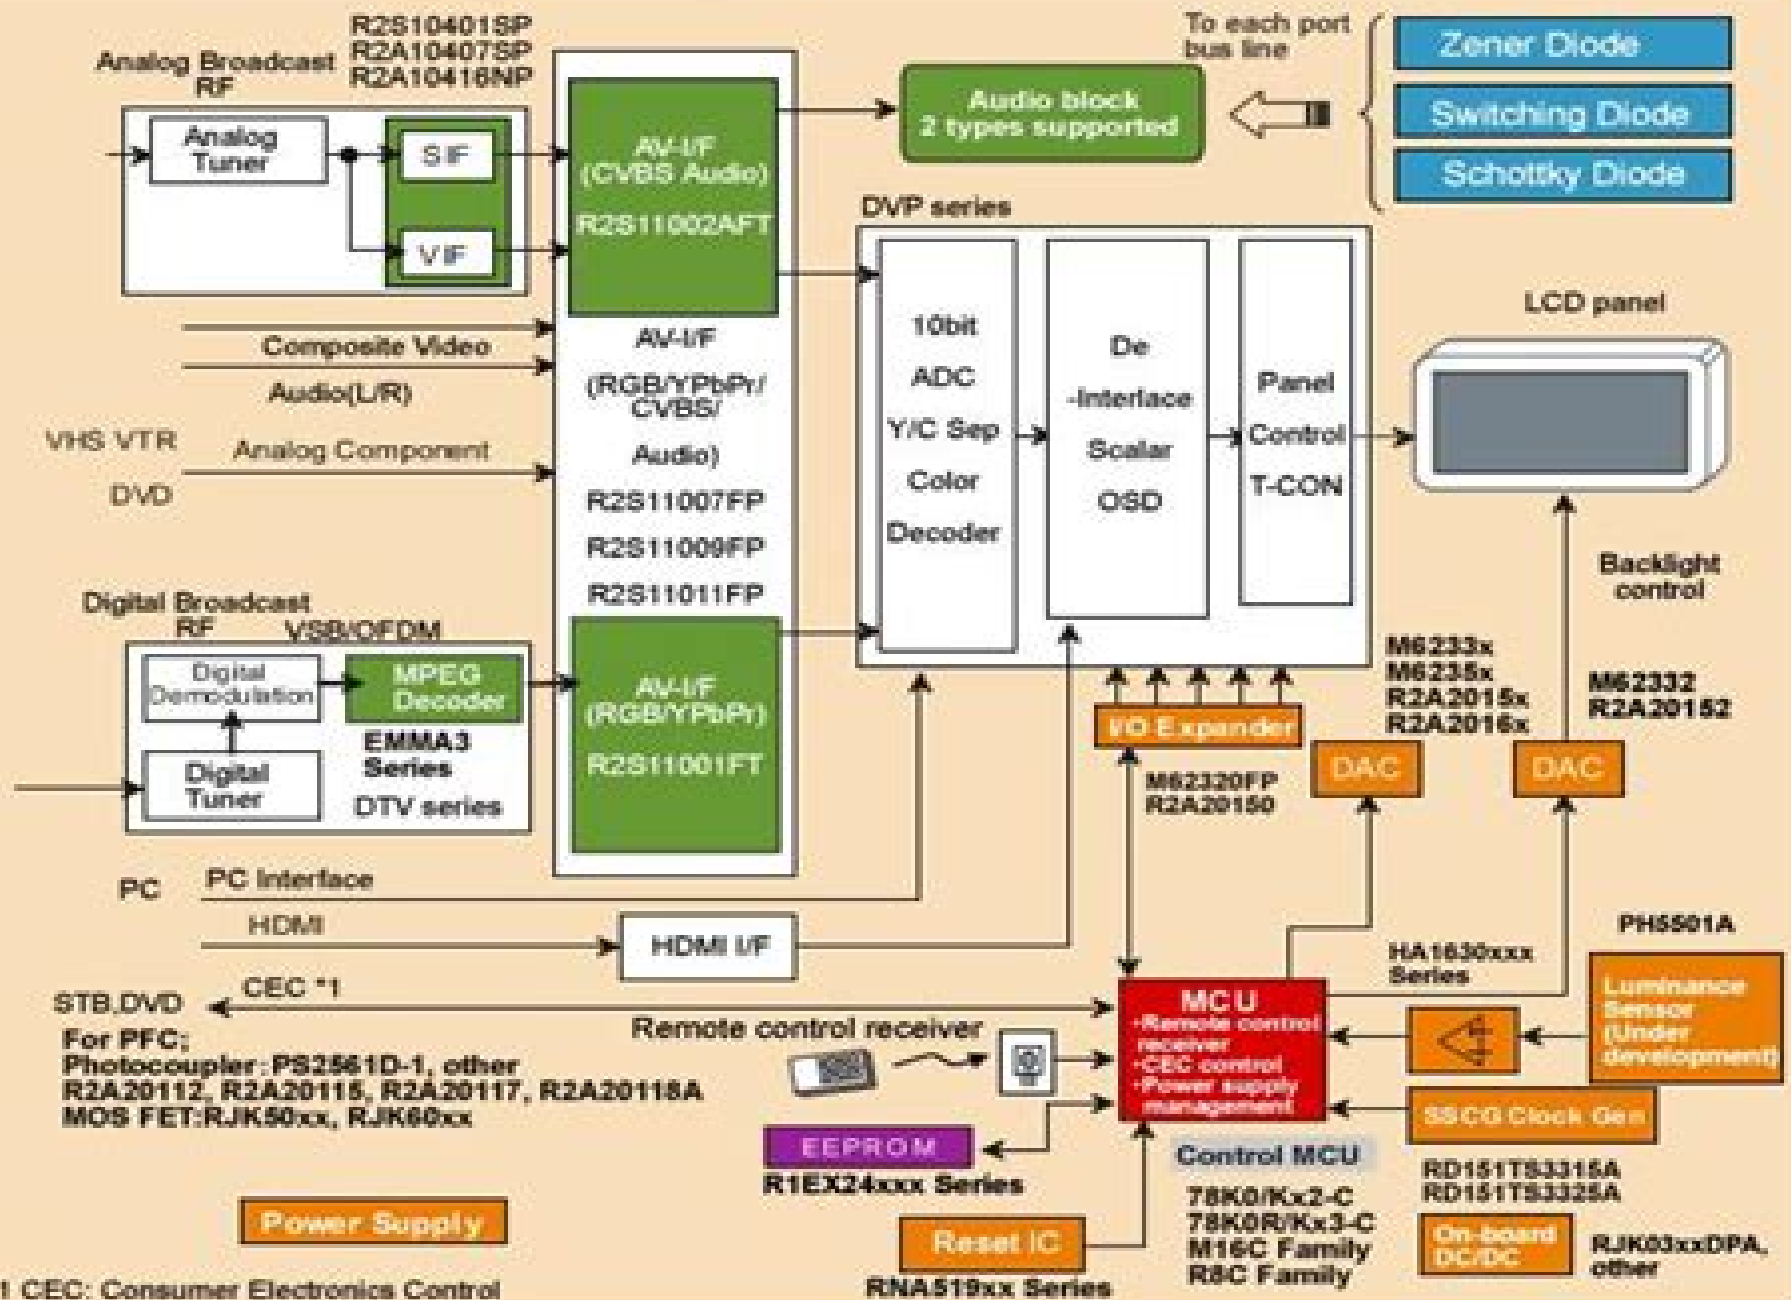 R2S10401SP
R2A10407SP
R2A10416NP
Analog Broadcast
RF
Analog
Tuner
SIF
VIF
AV-I/F
(CVBS Audio)
R2S11002AFT
Audio block
2 types supported
To each port
bus line
Zener Diode
Switching Diode
Schottky Diode
DVP series
Composite Video
Audio(L/R)
VHS VTR
Analog Component
DVD
AV-I/F
(RGB/YPbPr/
CVBS/
Audio)
R2S11007FP
R2S11009FP
R2S11011FP
10bit
ADC
Y/C Sep
Color
Decoder
De
-Interlace
Scalar
OSD
Panel
Control
T-CON
LCD panel
Backlight
control
Digital Broadcast
RF
VSB/OFDM
Digital
Demodulation
MPEG
Decoder
Digital
Tuner
EMMA3
Series
DTV series
AV-I/F
(RGB/YPbPr)
R2S11001FT
I/O Expander
M62320FP
R2A20150
M6233x
M6235x
R2A2015x
R2A2016x
DAC
M62332
R2A20152
DAC
PC
PC Interface
HDMI
HDMI I/F
STB.DVD
CEC *1
For PFC;
Photocoupler: PS2561D-1, other
R2A20112, R2A20115, R2A20117, R2A20118A
MOS FET:RJK50xx, RJK60xx
Remote control receiver
MCU
•Remote control
receiver
•CEC control
•Power supply
management
HA1630xxx
Series
PH5501A
Luminance
Sensor
(Under
development)
SSCG Clock Gen
RD151TS3315A
RD151TS3325A
EEPROM
R1EX24xxx Series
Control MCU
78K0/Kx2-C
78K0R/Kx3-C
M16C Family
R8C Family
Power Supply
Reset IC
RNA519xx Series
On-board
DC/DC
RJK03xxDPA,
other
1 CEC: Consumer Electronics Control